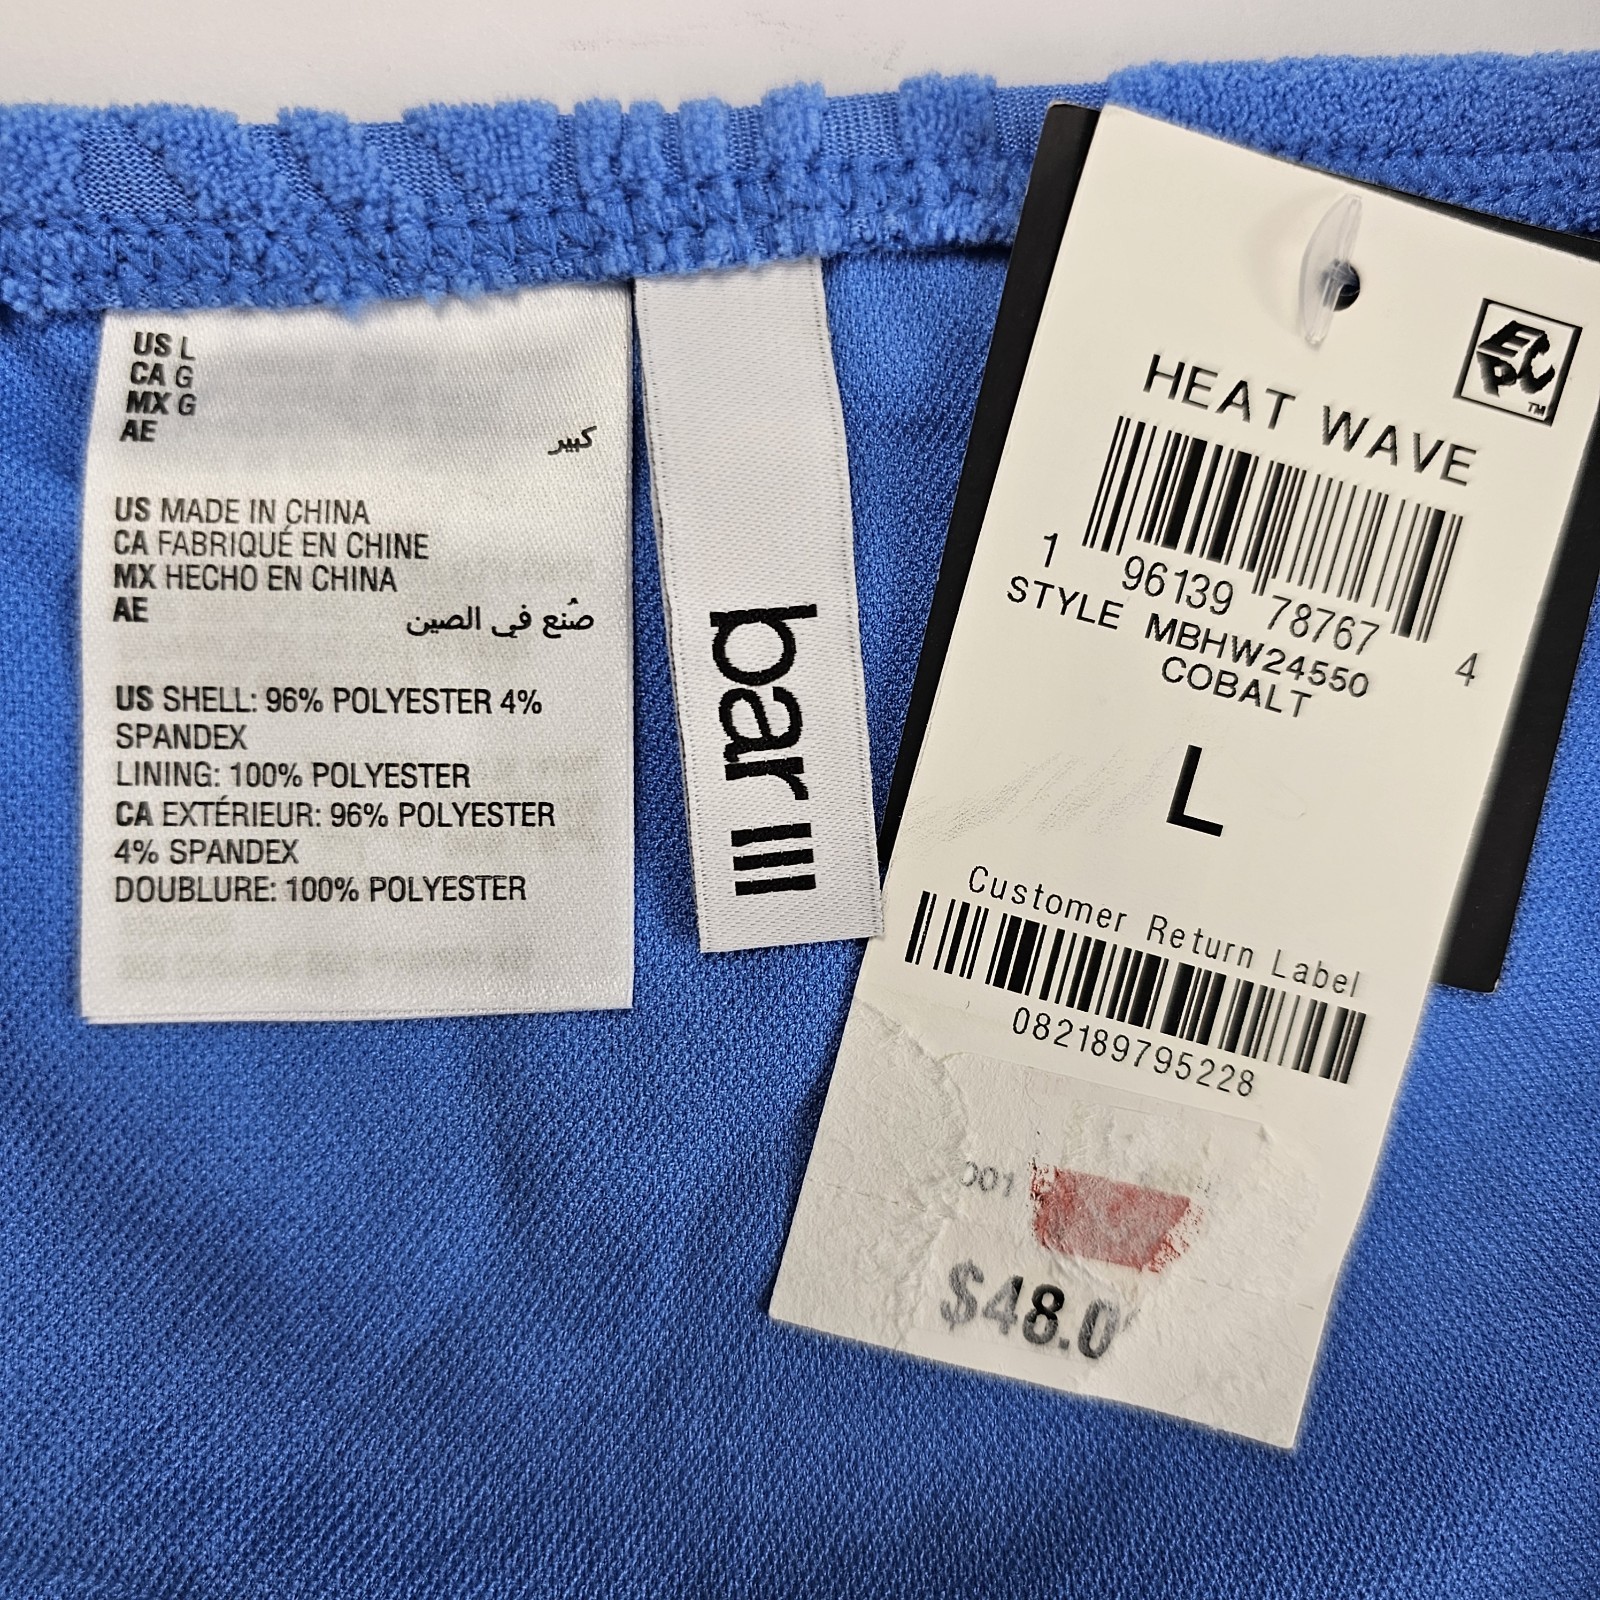 US L
CA G
MX G
AE كبير
US MADE IN CHINA
CA FABRIQUÉ EN CHINE
MX HECHO EN CHINA
AE صُنع في الصين
US SHELL: 96% POLYESTER 4%
SPANDEX
LINING: 100% POLYESTER
CA EXTÉRIEUR: 96% POLYESTER
4% SPANDEX
DOUBLURE: 100% POLYESTER
bar III
EPC TM
HEAT WAVE
1 96139 78767 4
STYLE MBHW24550
COBALT
L
Customer Return Label
082189795228
001
$48.0